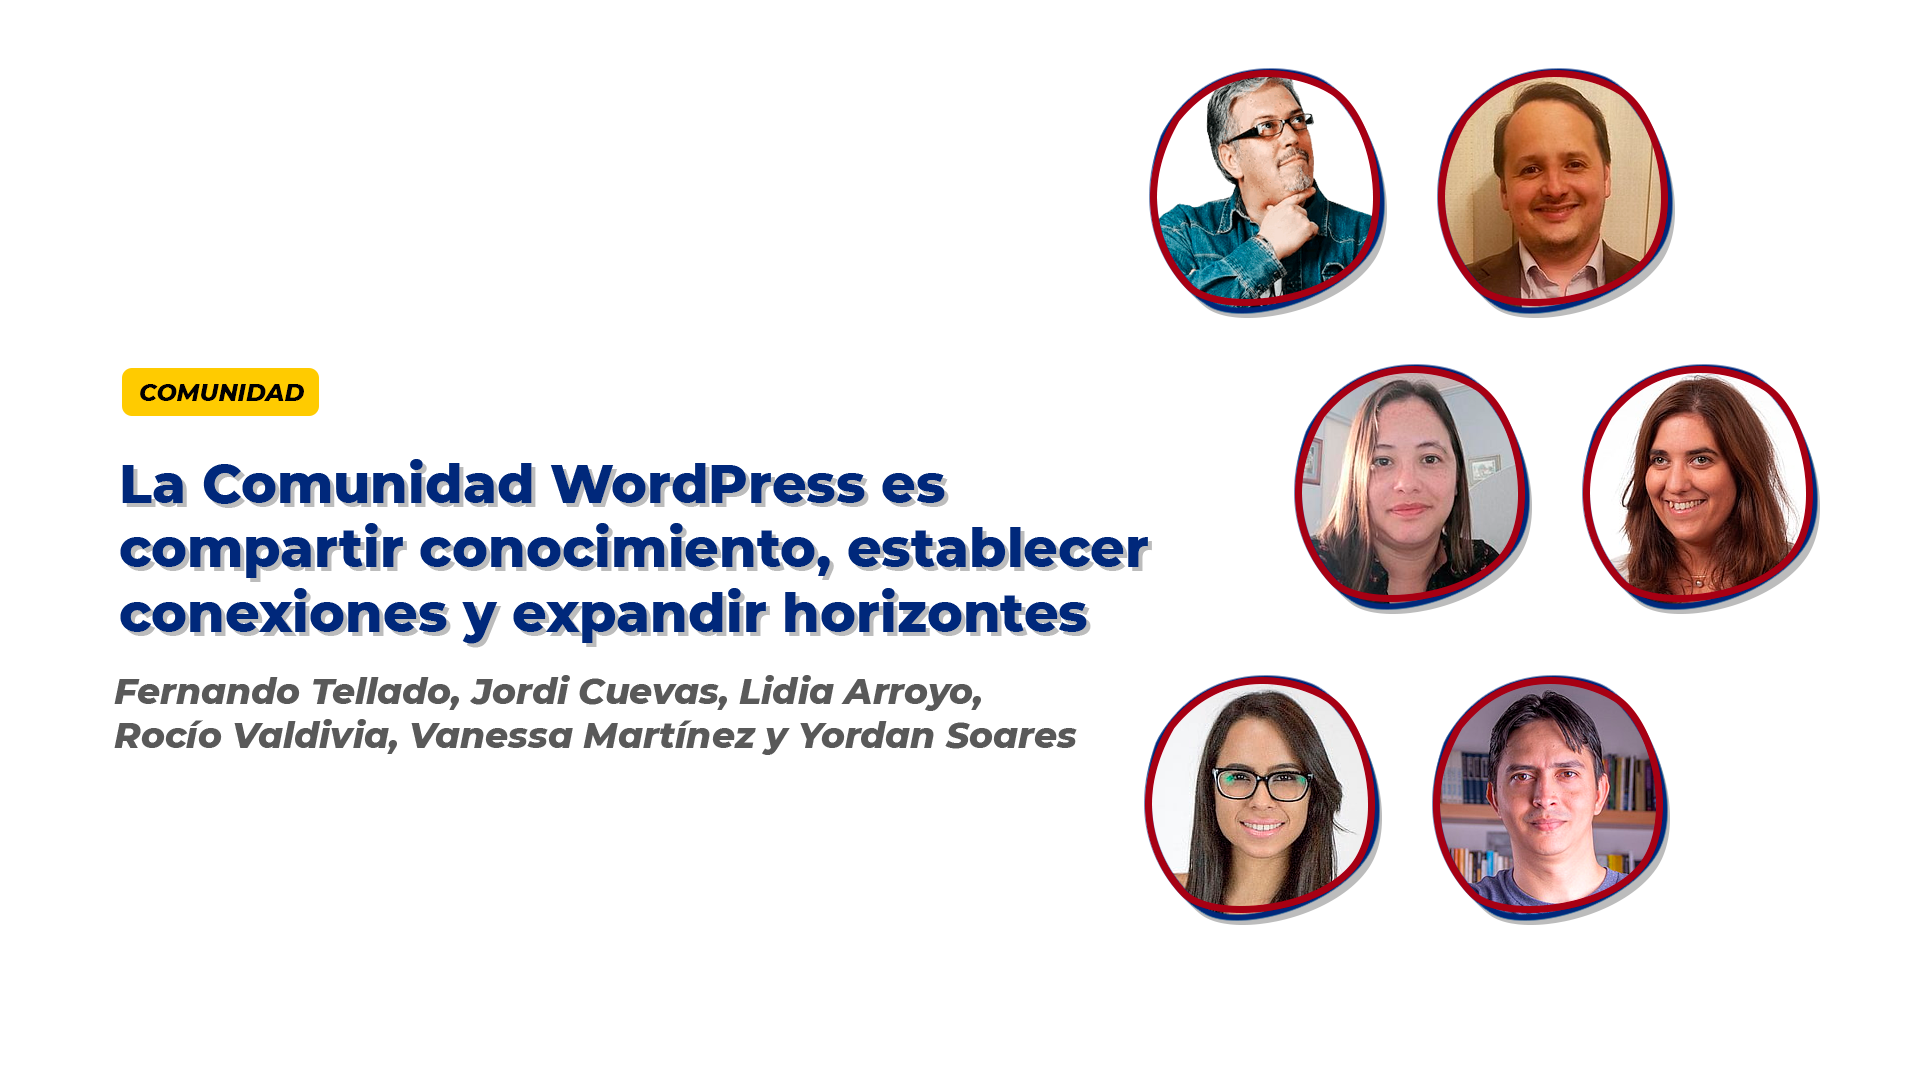 COMUNIDAD
La Comunidad WordPress es
compartir conocimiento, establecer
conexiones y expandir horizontes
Fernando Tellado, Jordi Cuevas, Lidia Arroyo,
Rocío Valdivia, Vanessa Martínez y Yordan Soares